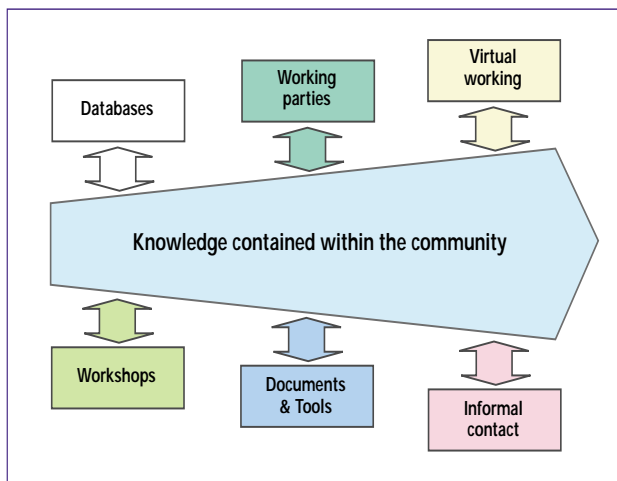 Databases
Working
parties
Virtual
working
Knowledge contained within the community
Workshops
Documents
& Tools
Informal
contact